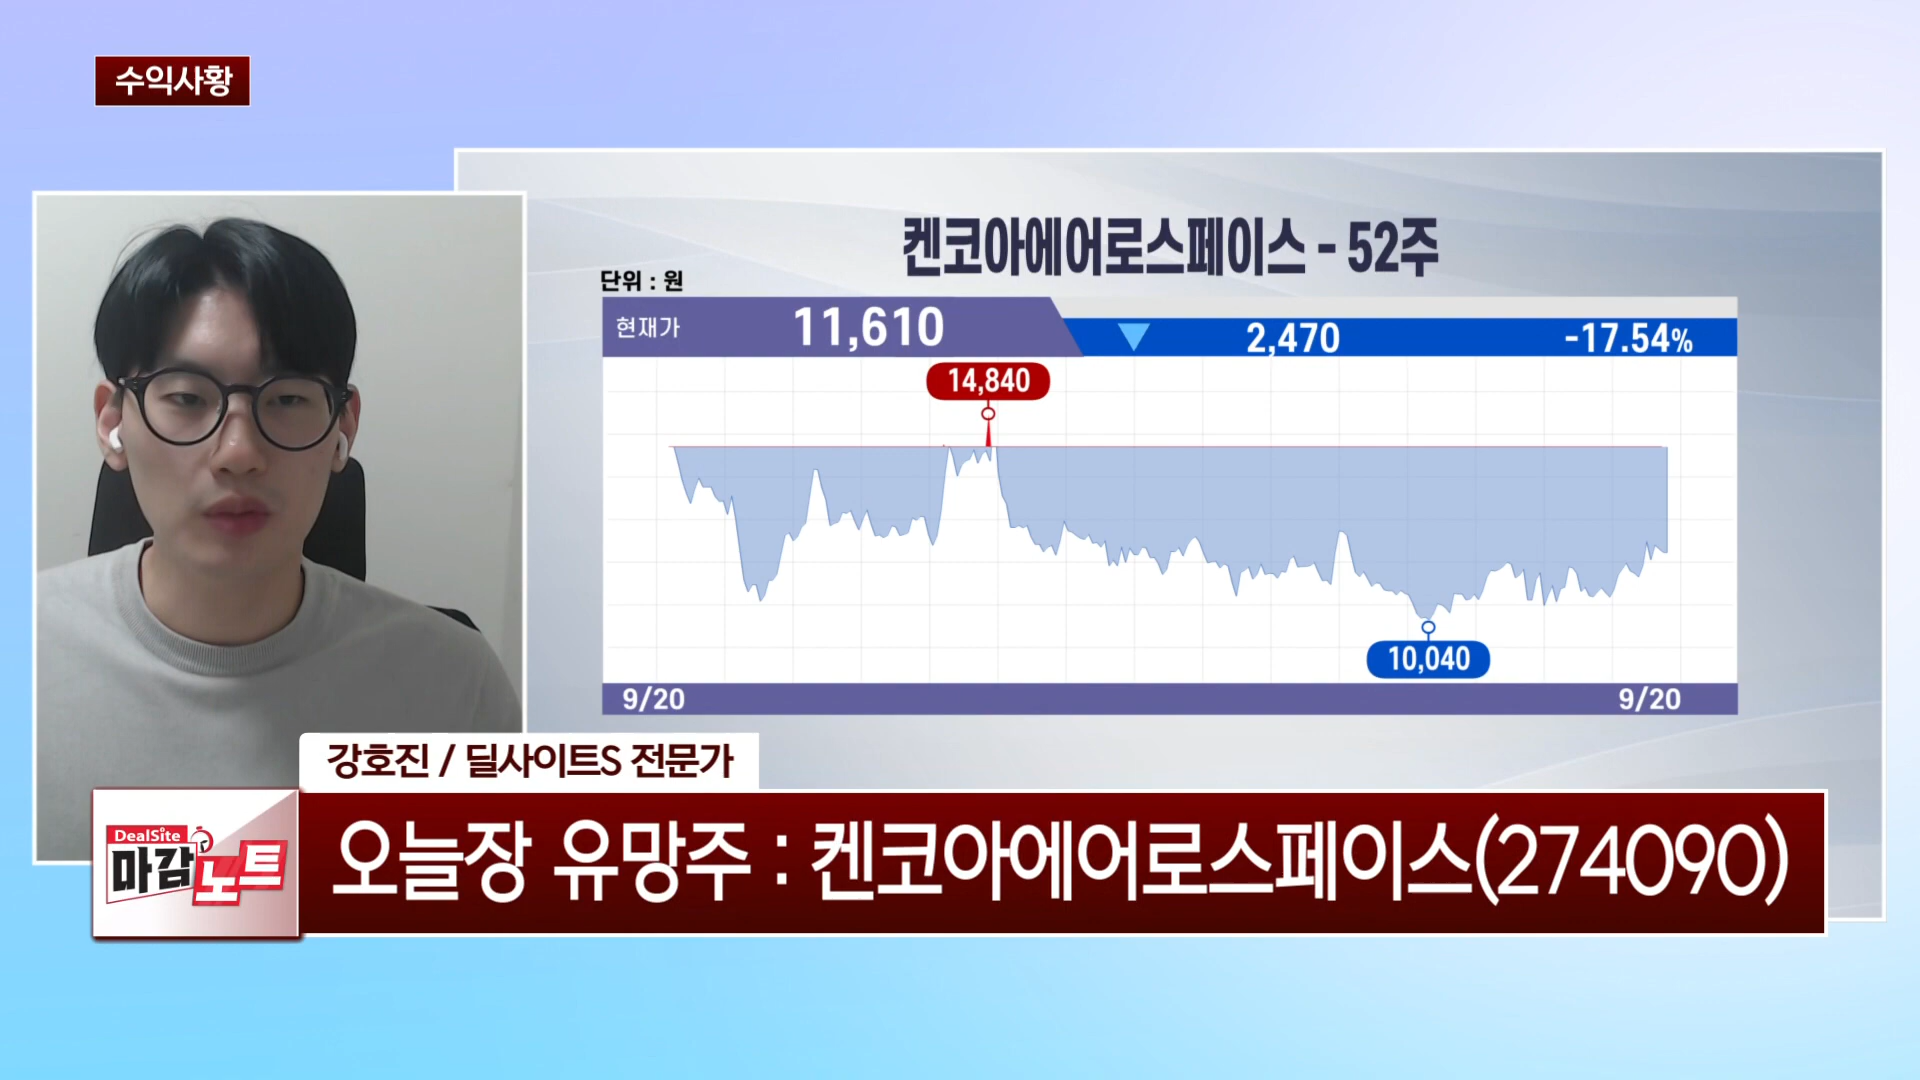 수익사황
켄코아에어로스페이스 - 52주
단위 : 원
현재가 11,610 ▼ 2,470 -17.54%
14,840
10,040
9/20 9/20
강호진 / 딜사이트S 전문가
DealSite
마감노트
오늘장 유망주 : 켄코아에어로스페이스(274090)